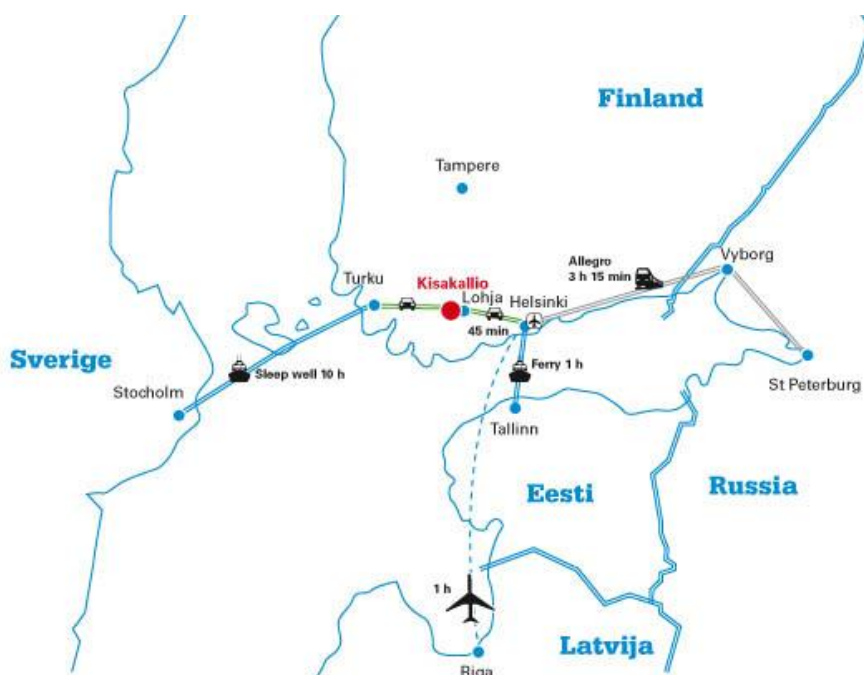 Finland
Tampere
Allegro
3 h 15 min
Vyborg
Turku
Kisakallio
Lohja
Helsinki
45 min
Sverige
Sleep well 10 h
Ferry 1 h
St Peterburg
Stocholm
Tallinn
Eesti
Russia
1 h
Latvija
Riga